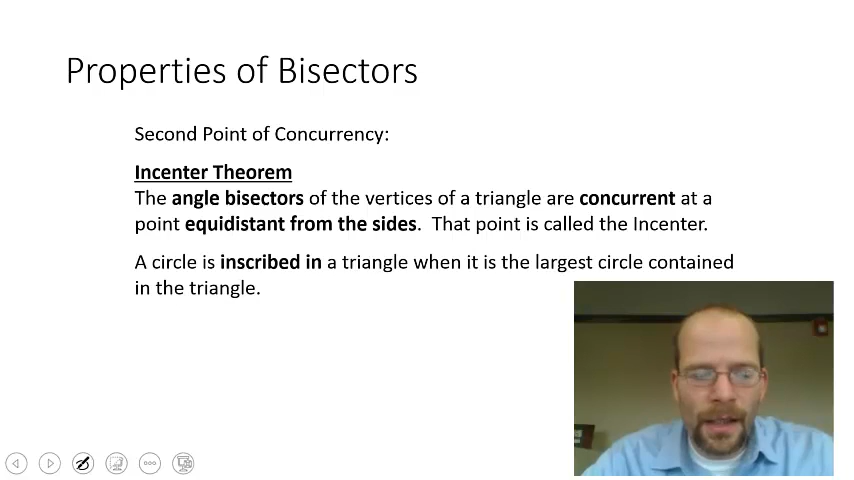 Properties of Bisectors
Second Point of Concurrency:
Incenter Theorem
The angle bisectors of the vertices of a triangle are concurrent at a
point equidistant from the sides. That point is called the Incenter.
A circle is inscribed in a triangle when it is the largest circle contained
in the triangle.